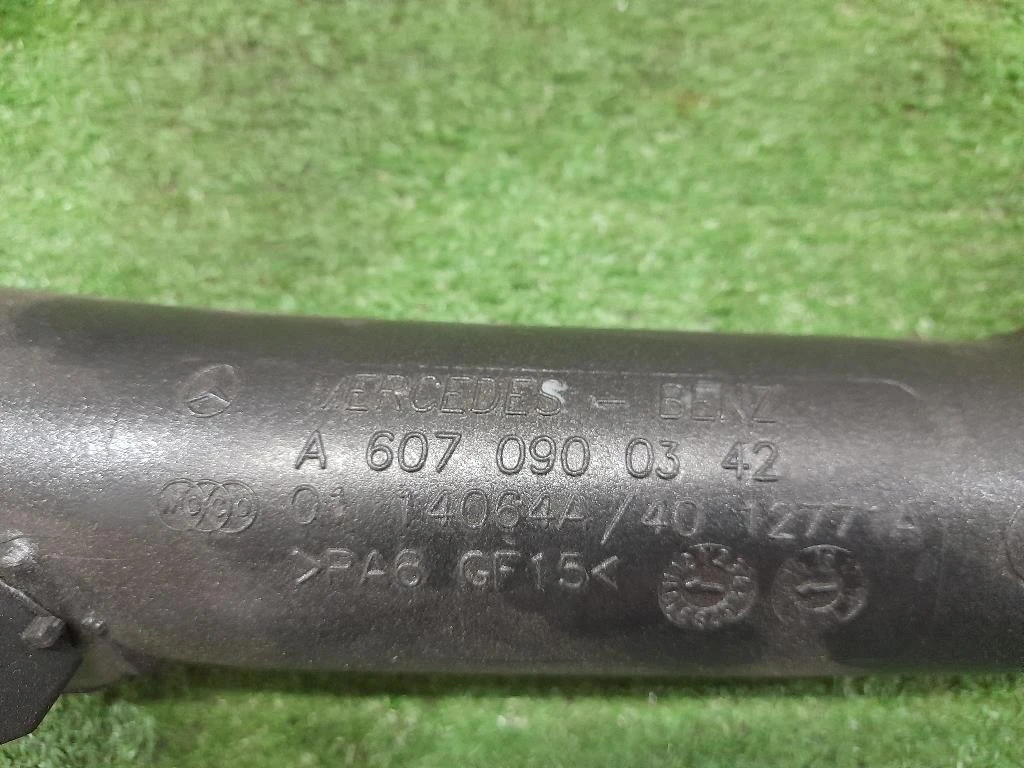 MERCEDES - BENZ
A 607 090 03 42
01 14064A/40 1277 A
>PA6 GF15<